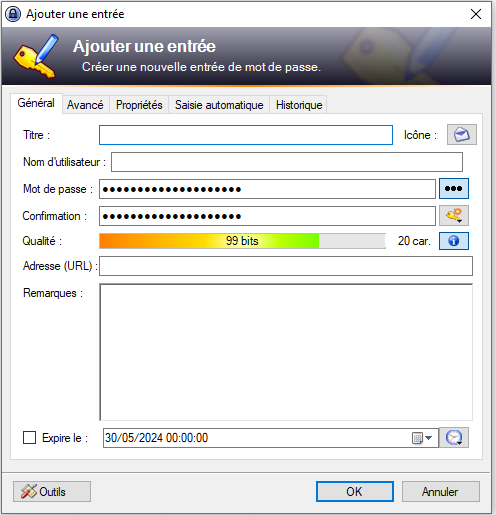 Ajouter une entrée
Ajouter une entrée
Créer une nouvelle entrée de mot de passe.
Général Avancé Propriétés Saisie automatique Historique
Titre : Icône :
Nom d'utilisateur :
Mot de passe : ●●●●●●●●●●●●●●●●●●●● ●●●
Confirmation : ●●●●●●●●●●●●●●●●●●●●
Qualité : 99 bits 20 car.
Adresse (URL) :
Remarques :
Expire le : 30/05/2024 00:00:00
Outils OK Annuler